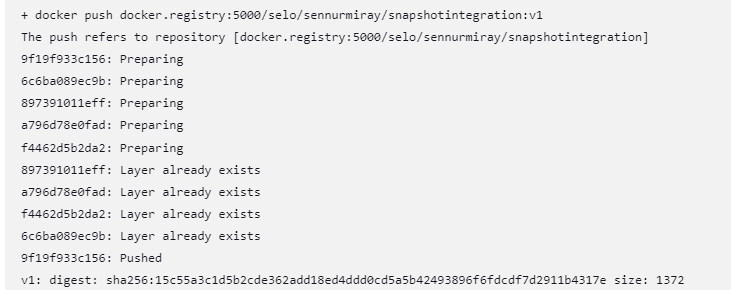 + docker push docker.registry:5000/selo/sennurmiray/snapshotintegration:v1
The push refers to repository [docker.registry:5000/selo/sennurmiray/snapshotintegration]
9f19f933c156: Preparing
6c6ba089ec9b: Preparing
897391011eff: Preparing
a796d78e0fad: Preparing
f4462d5b2da2: Preparing
897391011eff: Layer already exists
a796d78e0fad: Layer already exists
f4462d5b2da2: Layer already exists
6c6ba089ec9b: Layer already exists
9f19f933c156: Pushed
v1: digest: sha256:15c55a3c1d5b2cde362add18ed4ddd0cd5a5b42493896f6fdcdf7d2911b4317e size: 1372